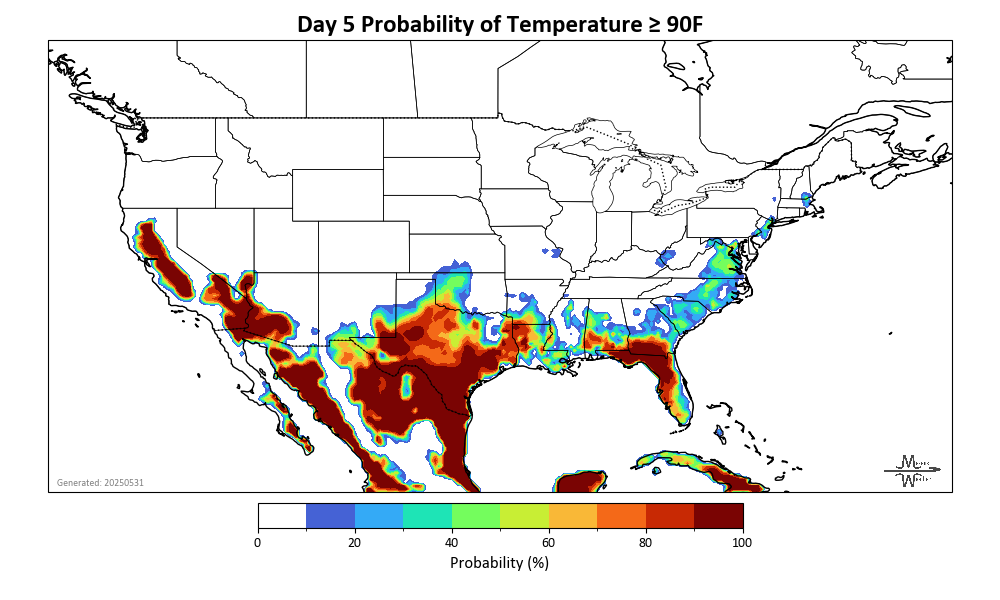 Day 5 Probability of Temperature ≥ 90F
Generated: 20250531
0 20 40 60 80 100
Probability (%)